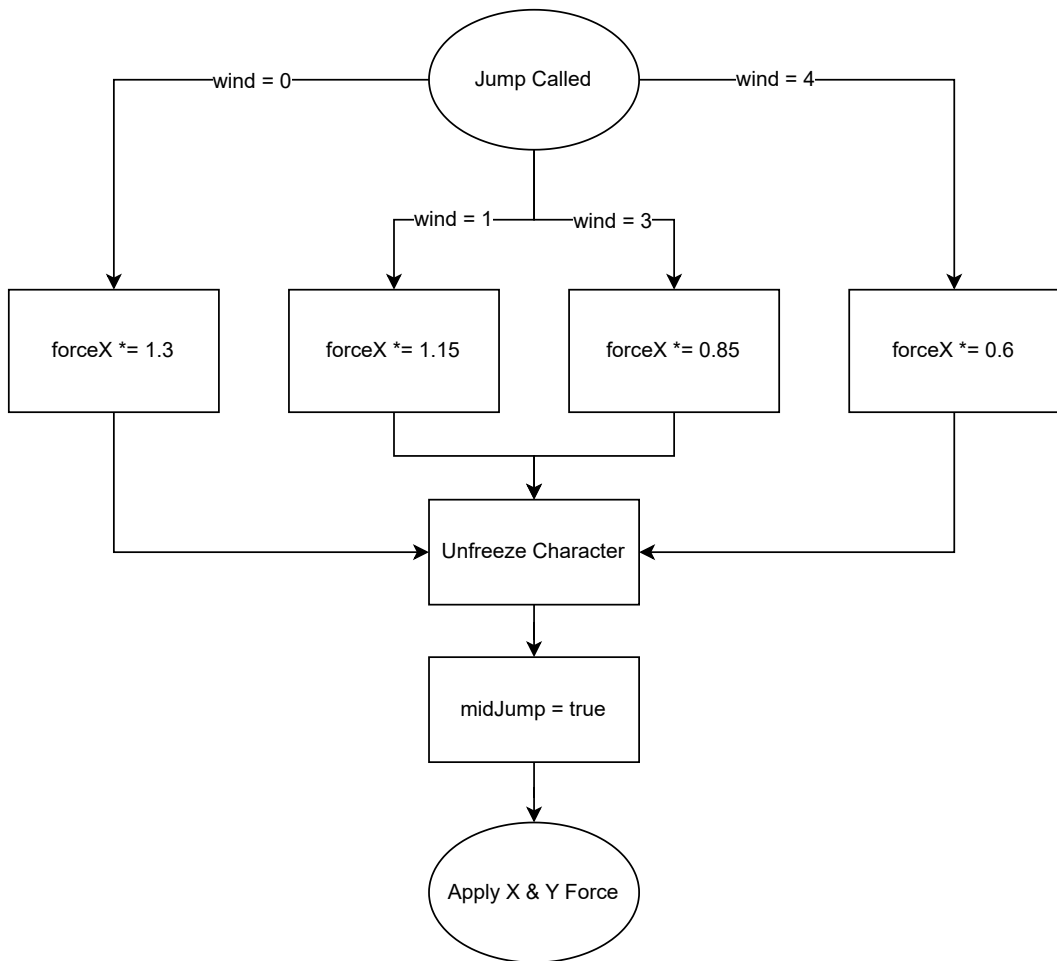 Jump Called
wind = 0
wind = 4
wind = 1
wind = 3
forceX *= 1.3
forceX *= 1.15
forceX *= 0.85
forceX *= 0.6
Unfreeze Character
midJump = true
Apply X & Y Force